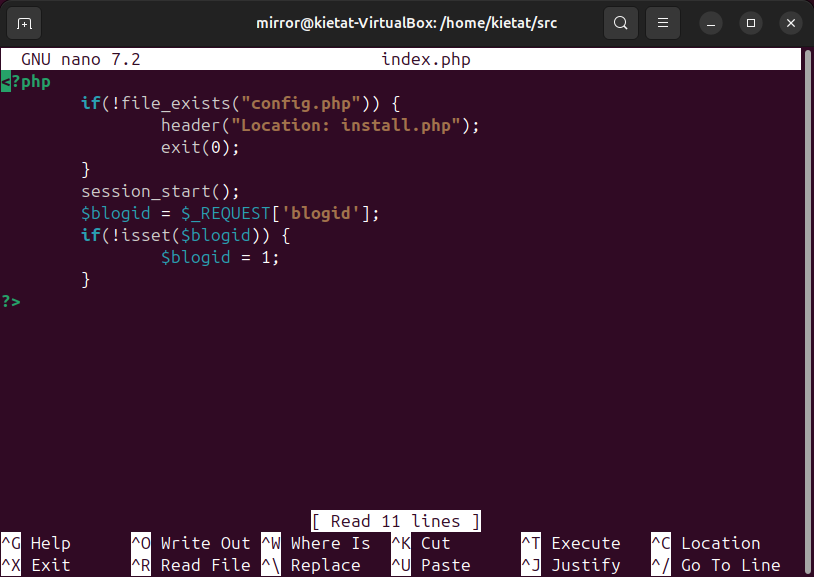 mirror@kietat-VirtualBox: /home/kietat/src
GNU nano 7.2 index.php
<?php
        if(!file_exists("config.php")) {
                header("Location: install.php");
                exit(0);
        }
        session_start();
        $blogid = $_REQUEST['blogid'];
        if(!isset($blogid)) {
                $blogid = 1;
        }
?>
[ Read 11 lines ]
^G Help ^O Write Out ^W Where Is ^K Cut ^T Execute ^C Location
^X Exit ^R Read File ^\ Replace ^U Paste ^J Justify ^/ Go To Line